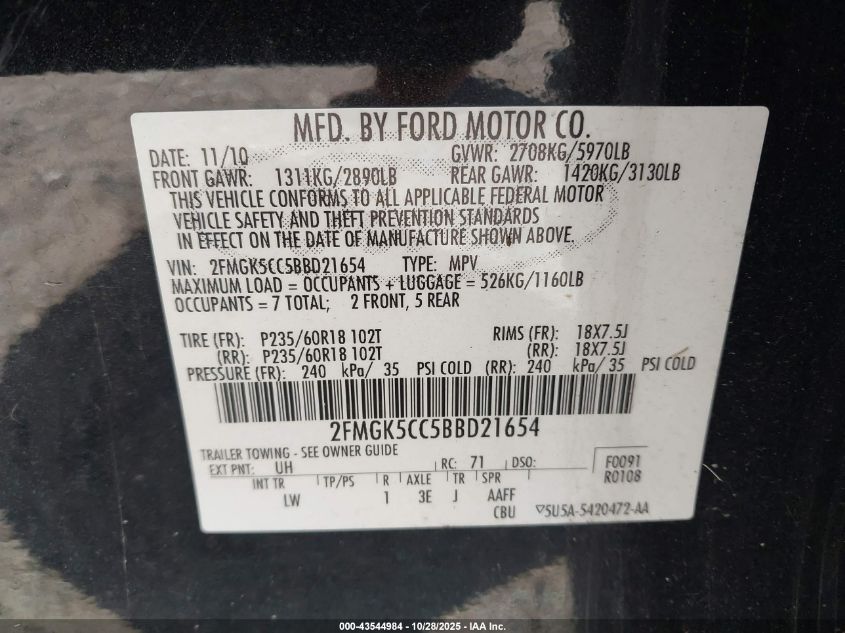 MFD. BY FORD MOTOR CO.
DATE: 11/10 GVWR: 2708KG/5970LB
FRONT GAWR: 1311KG/2890LB REAR GAWR: 1420KG/3130LB
THIS VEHICLE CONFORMS TO ALL APPLICABLE FEDERAL MOTOR
VEHICLE SAFETY AND THEFT PREVENTION STANDARDS
IN EFFECT ON THE DATE OF MANUFACTURE SHOWN ABOVE.
VIN: 2FMGK5CC5BBD21654 TYPE: MPV
MAXIMUM LOAD = OCCUPANTS + LUGGAGE = 526KG/1160LB
OCCUPANTS = 7 TOTAL; 2 FRONT, 5 REAR
TIRE (FR): P235/60R18 102T RIMS (FR): 18X7.5J
(RR): P235/60R18 102T (RR): 18X7.5J
PRESSURE (FR): 240 kPa/ 35 PSI COLD (RR): 240 kPa/ 35 PSI COLD
2FMGK5CC5BBD21654
TRAILER TOWING - SEE OWNER GUIDE
EXT PNT: UH RC: 71 DSO: F0091
INT TR TP/PS R AXLE TR SPR R0108
LW 1 3E J AAFF
CBU ▽5U5A-5420472-AA
000-43544984 | 10/28/2025 | IAA Inc.